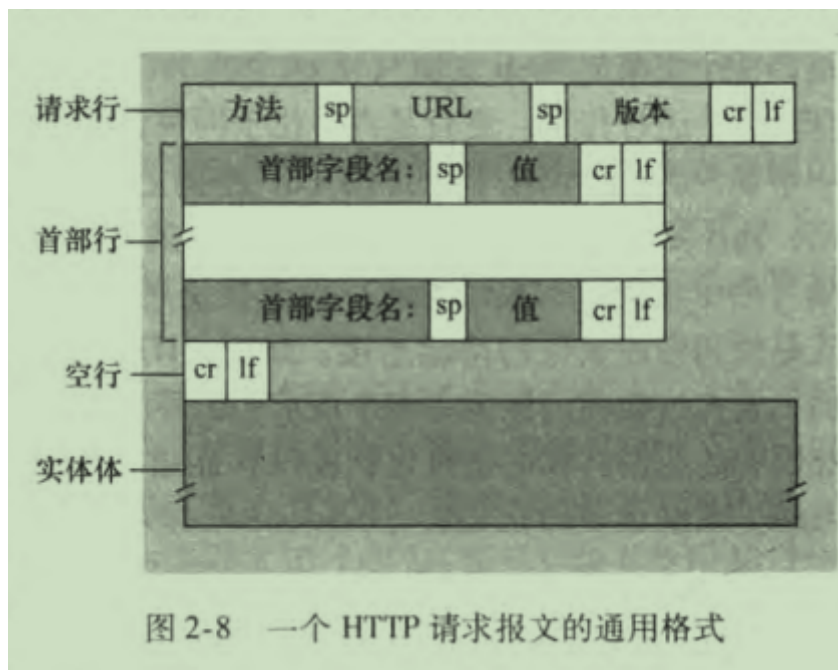 请求行 方法 sp URL sp 版本 cr lf
首部字段名: sp 值 cr lf
首部行
首部字段名: sp 值 cr lf
空行 cr lf
实体体
图 2-8 一个 HTTP 请求报文的通用格式